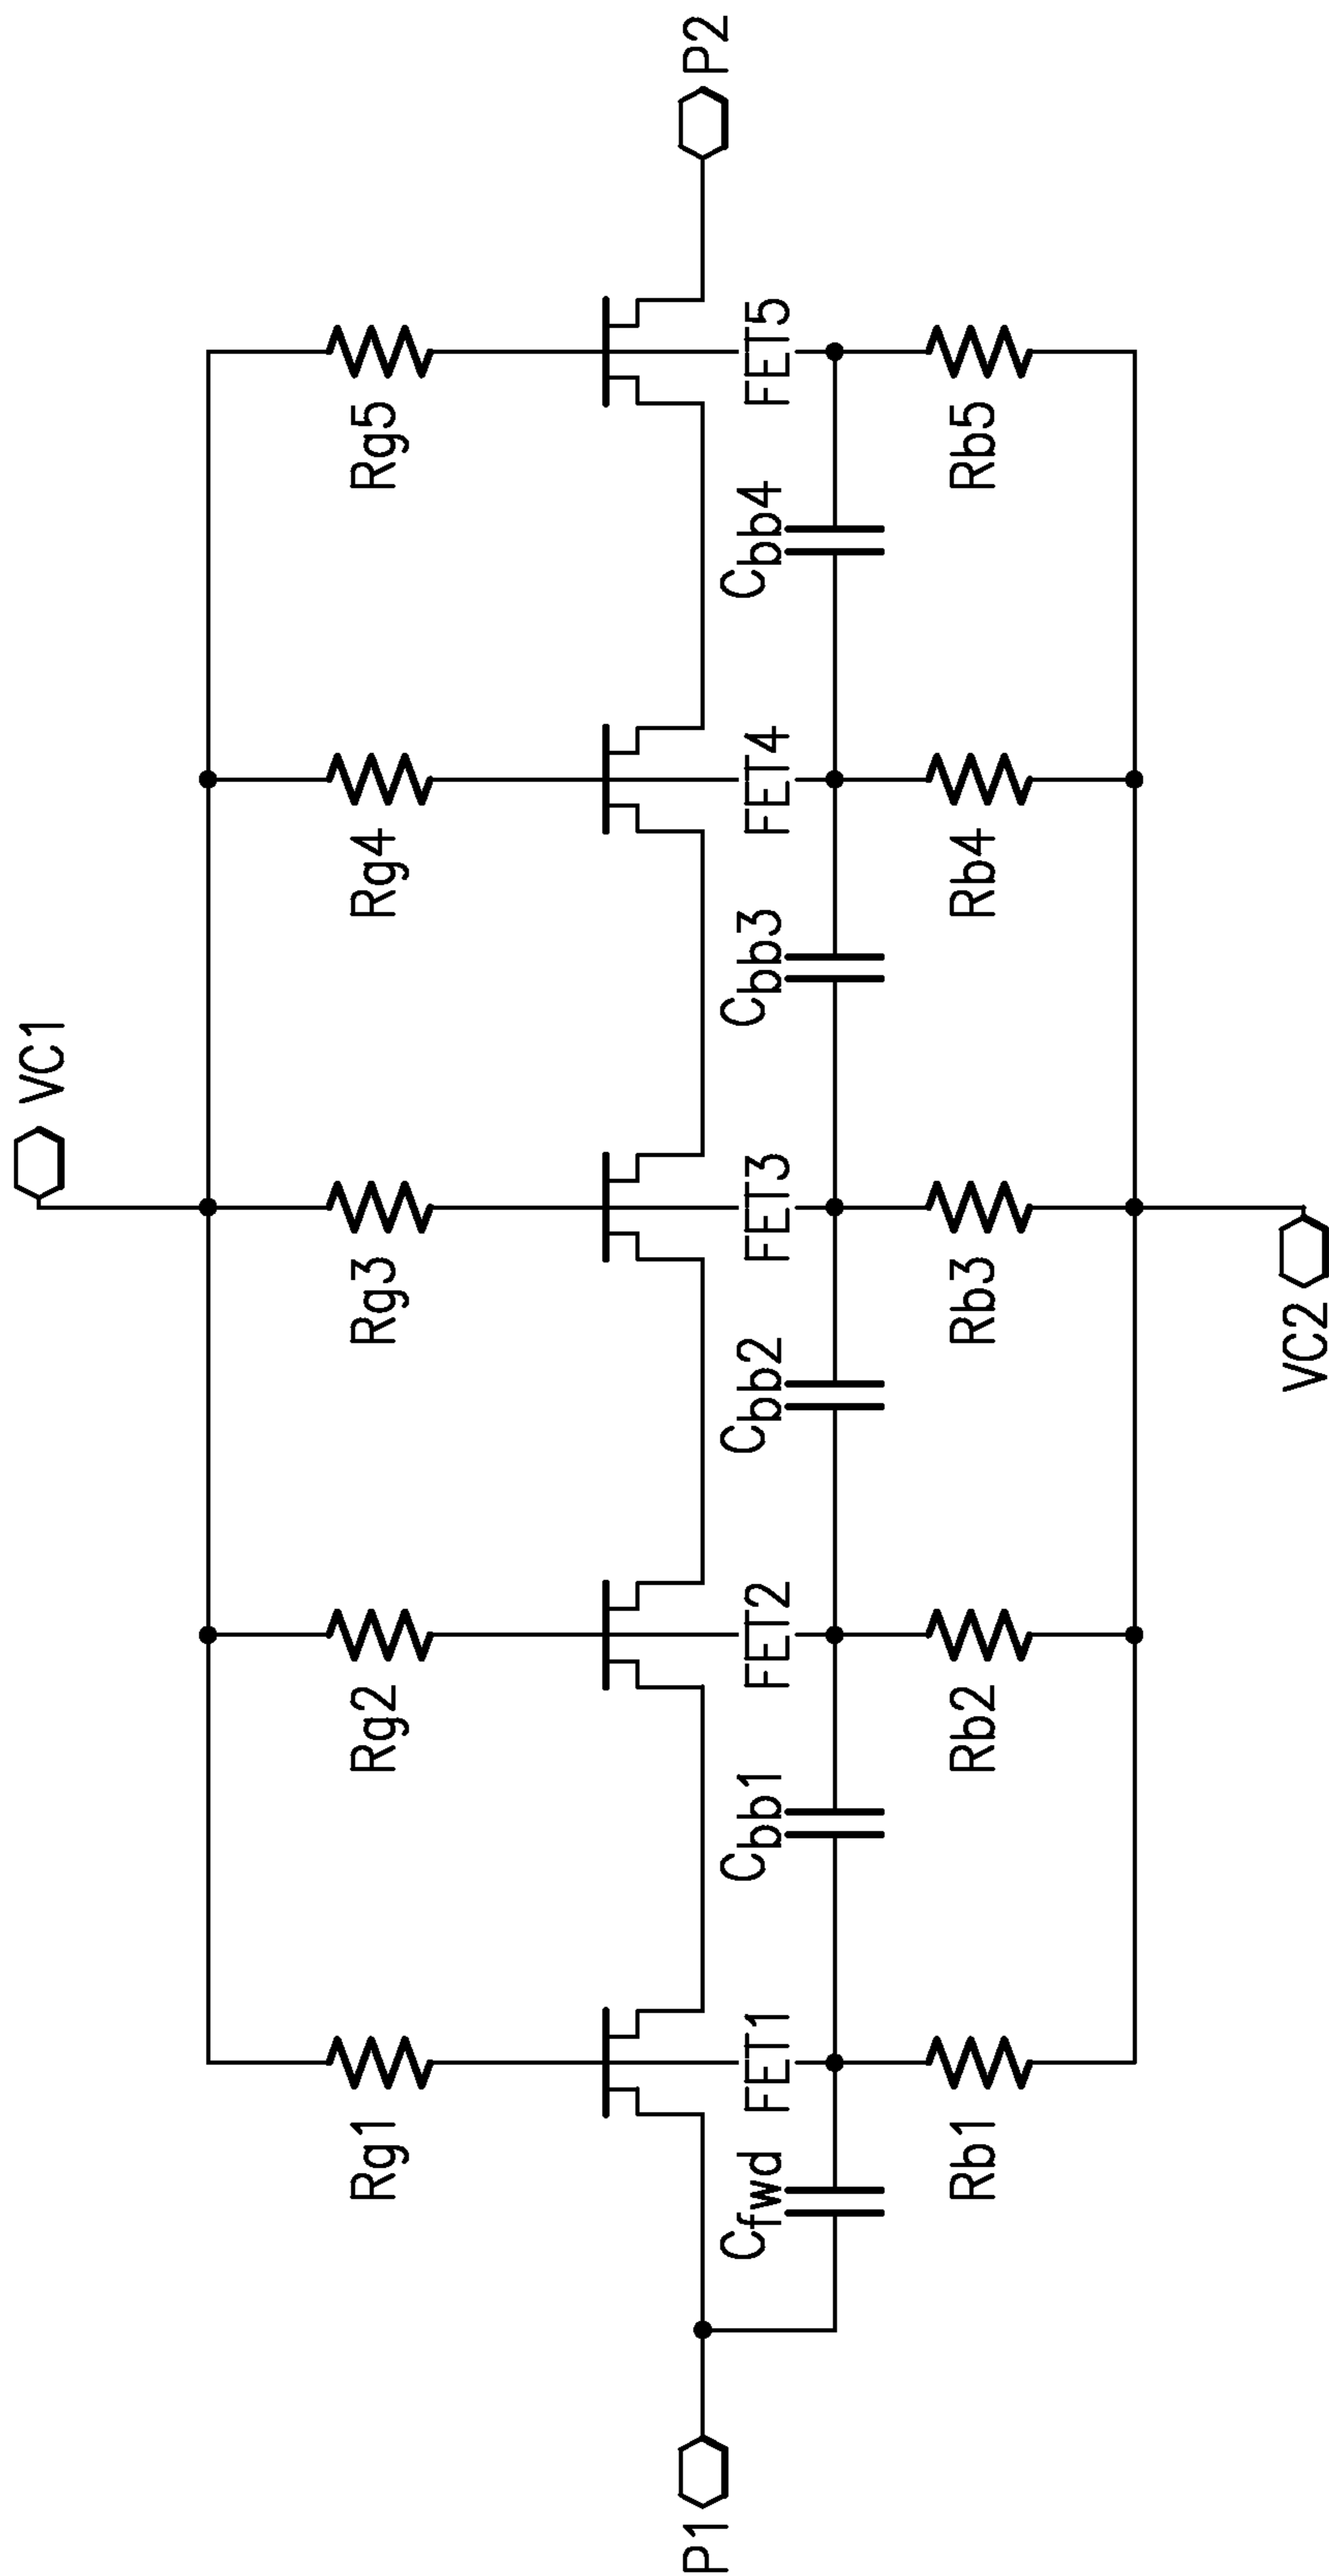 VC1
Rg1 Rg2 Rg3 Rg4 Rg5
P1 P2
FET1 FET2 FET3 FET4 FET5
Cfwd Cbb1 Cbb2 Cbb3 Cbb4
Rb1 Rb2 Rb3 Rb4 Rb5
VC2